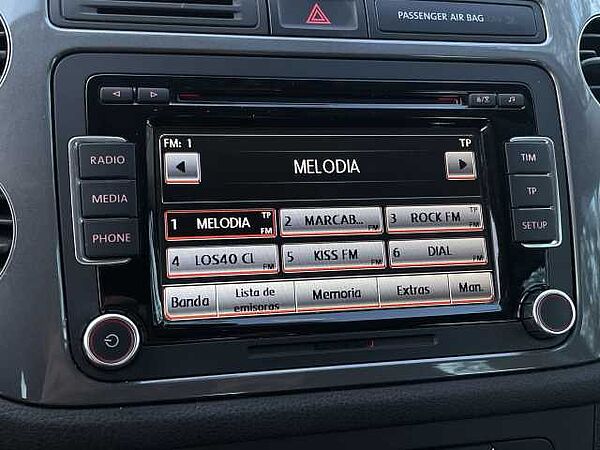 PASSENGER AIR BAG
RADIO
MEDIA
PHONE
TIM
TP
SETUP
FM: 1 TP
MELODIA
1 MELODIA TP FM
2 MARCAB... FM
3 ROCK FM TP FM
4 LOS40 CL FM
5 KISS FM FM
6 DIAL FM
Banda
Lista de
emisoras
Memoria
Extras
Man.